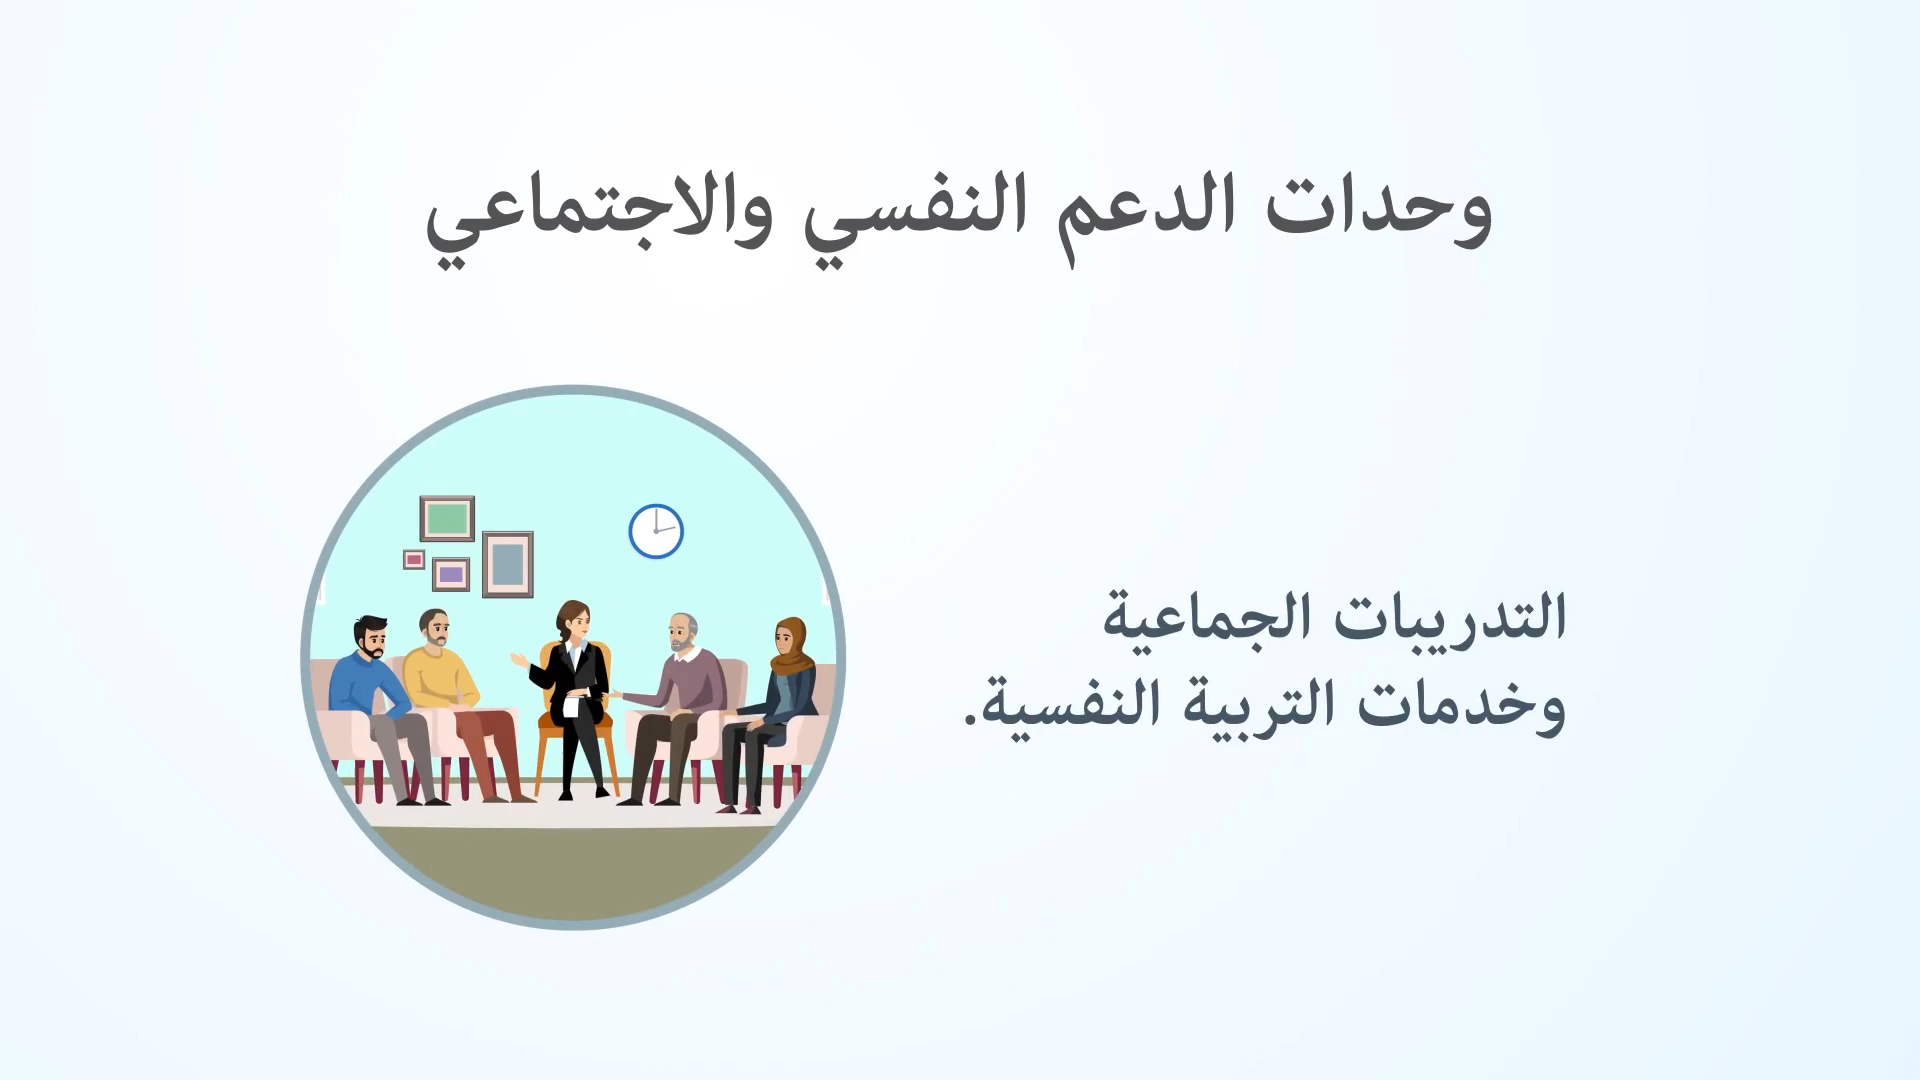 وحدات الدعم النفسي والاجتماعي
التدريبات الجماعية
وخدمات التربية النفسية.